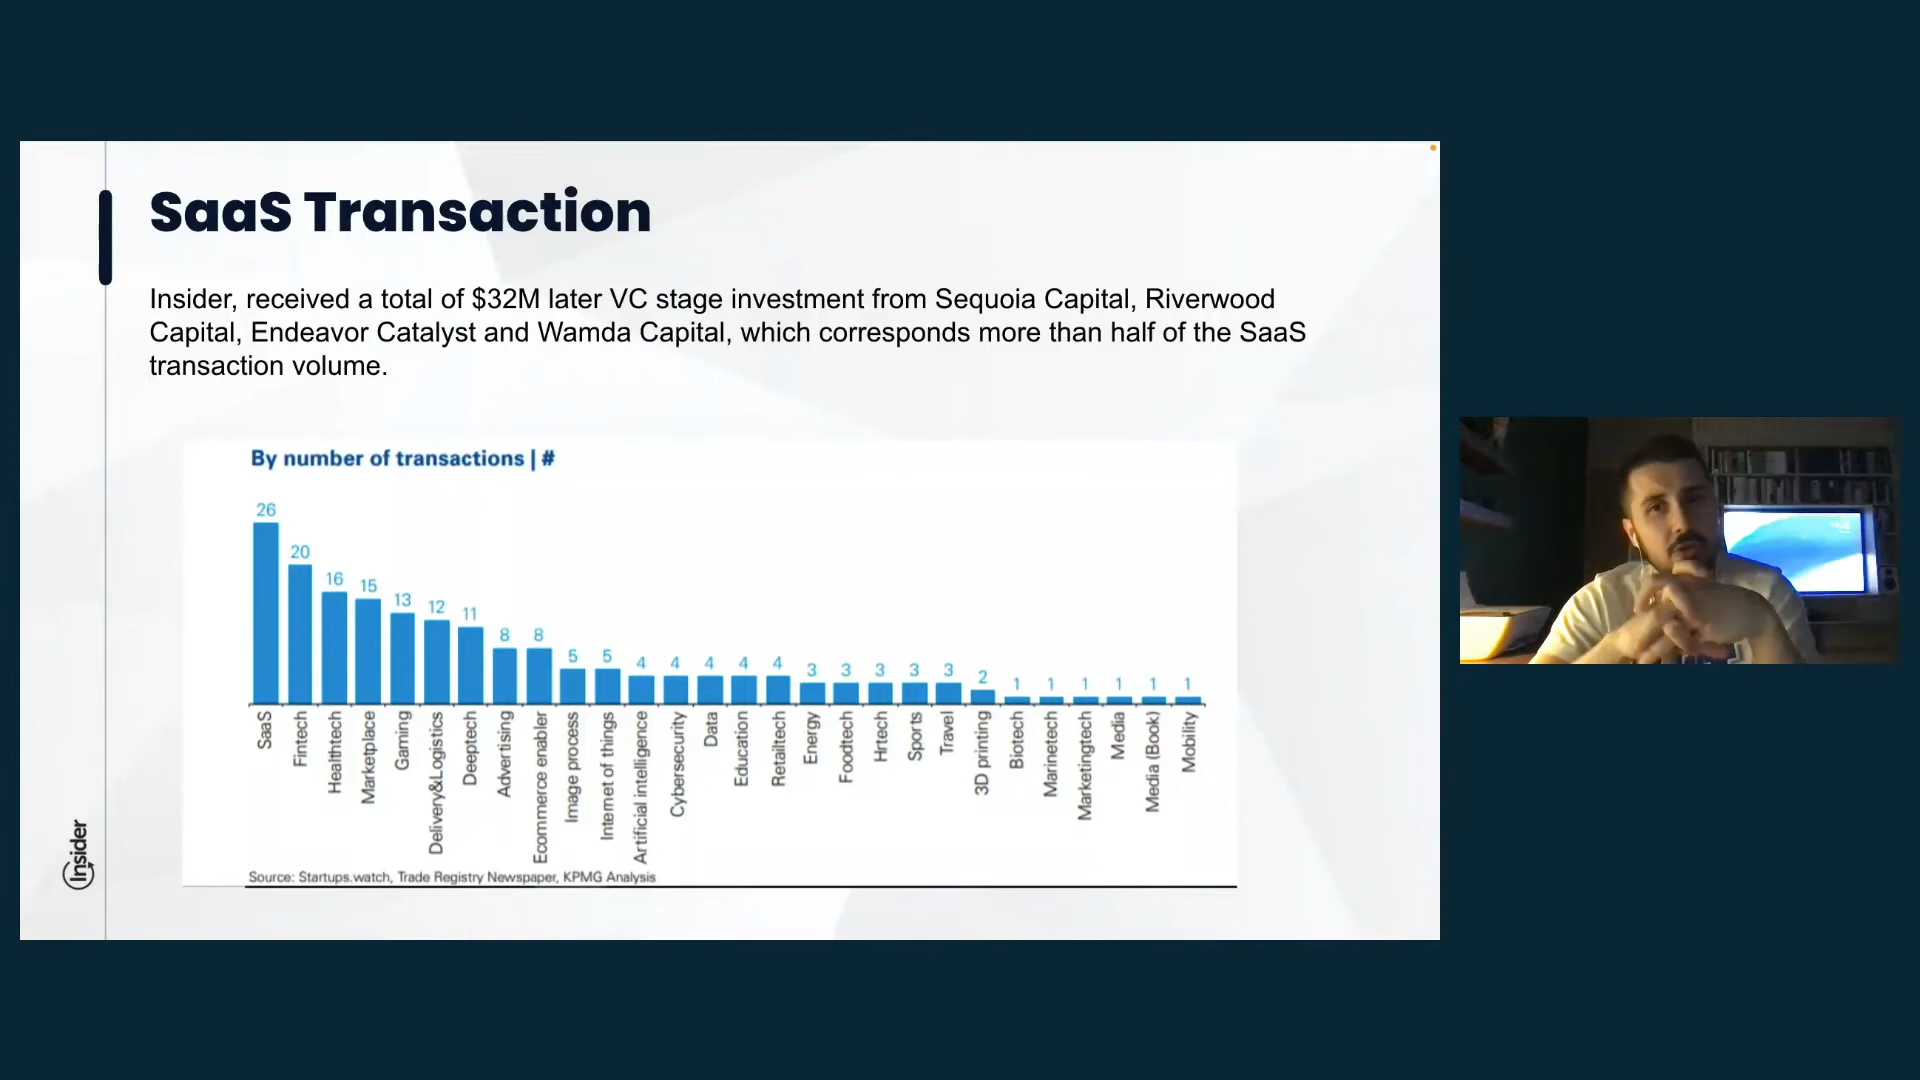 SaaS Transaction
Insider, received a total of $32M later VC stage investment from Sequoia Capital, Riverwood
Capital, Endeavor Catalyst and Wamda Capital, which corresponds more than half of the SaaS
transaction volume.
By number of transactions | #
26 20 16 15 13 12 11 8 8 5 5 4 4 4 4 4 3 3 3 3 3 2 1 1 1 1 1 1
SaaS
Fintech
Healthtech
Marketplace
Gaming
Delivery&Logistics
Deeptech
Advertising
Ecommerce enabler
Image process
Internet of things
Artificial intelligence
Cybersecurity
Data
Education
Retailtech
Energy
Foodtech
Hrtech
Sports
Travel
3D printing
Biotech
Marinetech
Marketingtech
Media
Media (Book)
Mobility
Source: Startups.watch, Trade Registry Newspaper, KPMG Analysis
Insider